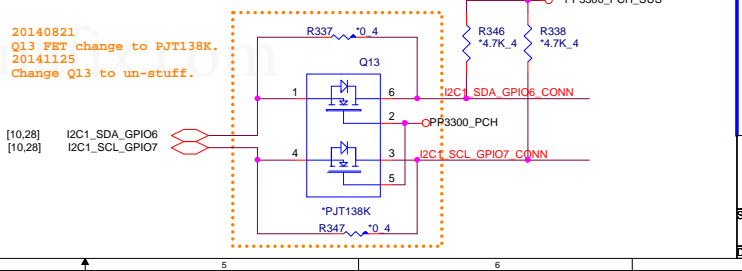 PP3300_PCH_SUS
20140821
Q13 FET change to PJT138K.
20141125
Change Q13 to un-stuff.
R337 *0_4
R346
*4.7K_4
R338
*4.7K_4
Q13
1
6
I2C1_SDA_GPIO6_CONN
2
PP3300_PCH
[10,28] I2C1_SDA_GPIO6
[10,28] I2C1_SCL_GPIO7
4
3
I2C1_SCL_GPIO7_CONN
5
*PJT138K
R347 *0_4
5
6